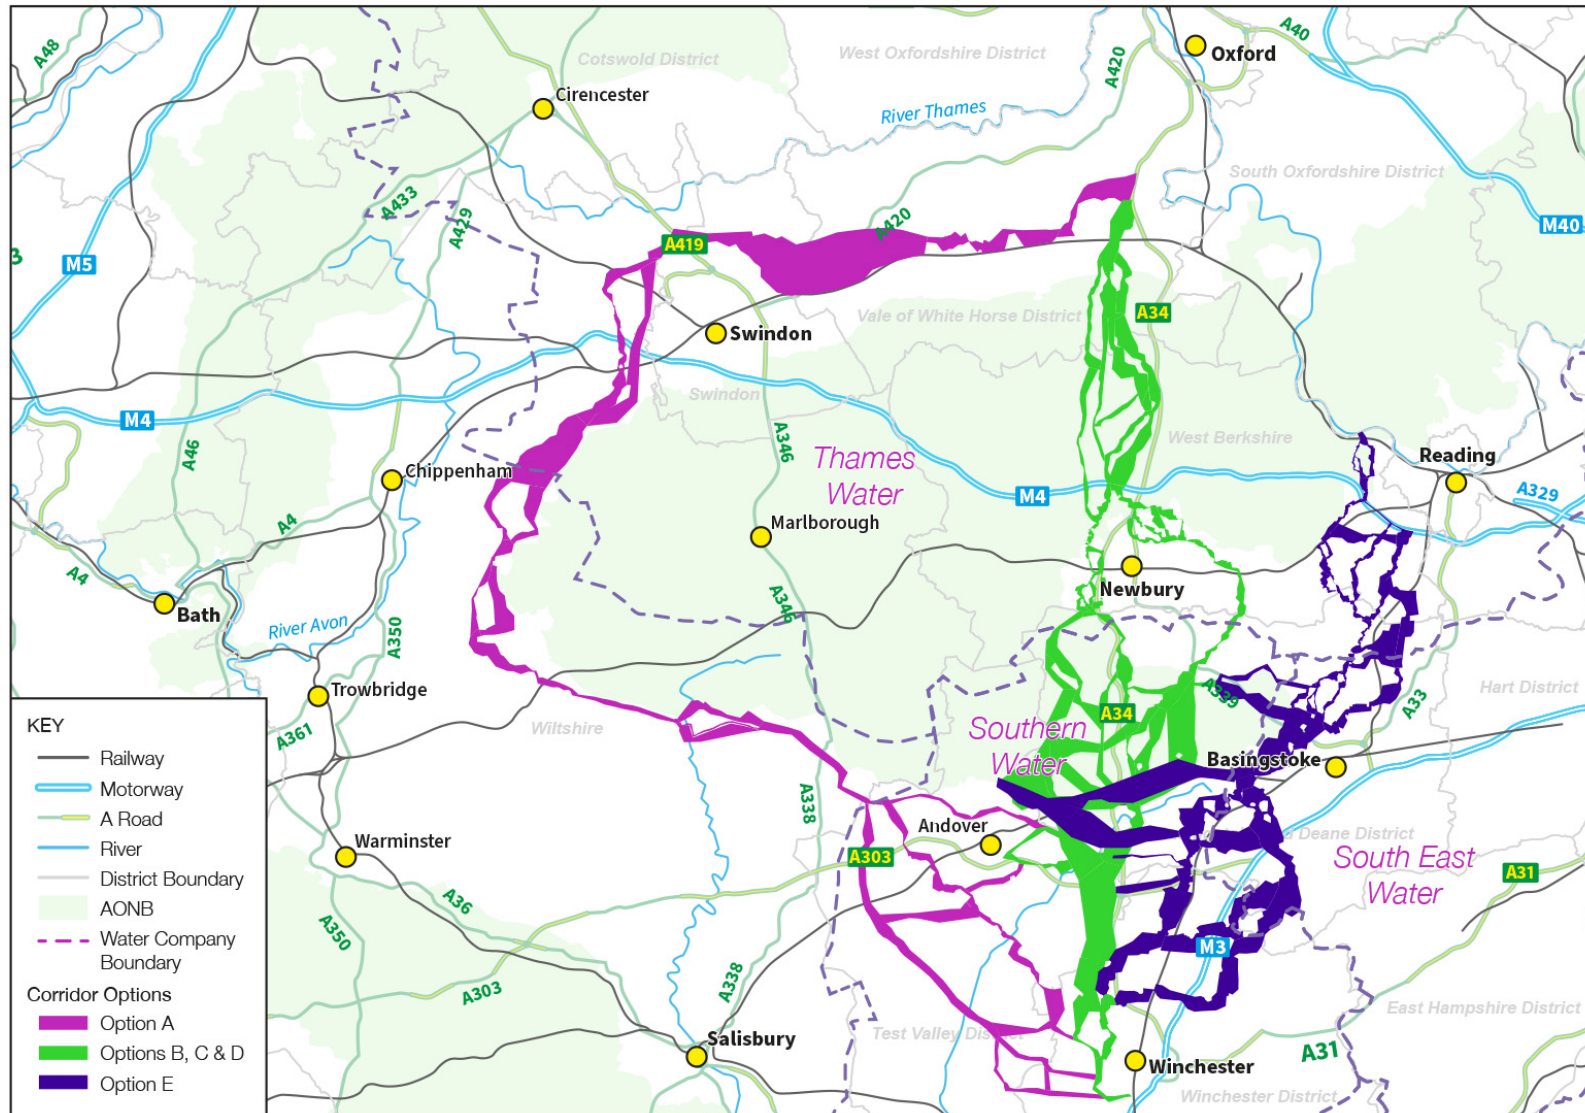 A48
Cotswold District
West Oxfordshire District
A420
Oxford
A40
Cirencester
River Thames
South Oxfordshire District
A433
A429
A420
A419
M40
M5
Vale of White Horse District
A34
Swindon
Swindon
M4
A46
A346
West Berkshire
Thames
Water
Reading
Chippenham
M4
A329
A4
Marlborough
A4
Newbury
Bath
A346
River Avon
A350
Trowbridge
A339
Hart District
A33
A34
A361
Wiltshire
Southern
Water
Basingstoke
A338
Andover
Deane District
Warminster
A303
South East
Water
A31
A36
A350
M3
A338
A303
East Hampshire District
Test Valley District
Salisbury
A31
Winchester
Winchester District
KEY
Railway
Motorway
A Road
River
District Boundary
AONB
Water Company
Boundary
Corridor Options
Option A
Options B, C & D
Option E